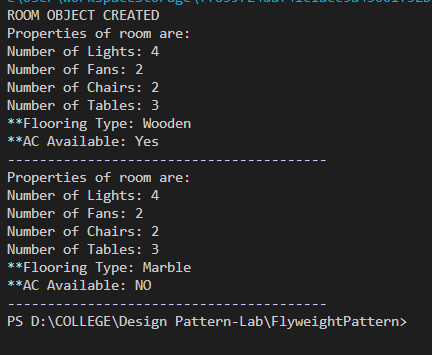 ROOM OBJECT CREATED
Properties of room are:
Number of Lights: 4
Number of Fans: 2
Number of Chairs: 2
Number of Tables: 3
**Flooring Type: Wooden
**AC Available: Yes
----------------------------------------
Properties of room are:
Number of Lights: 4
Number of Fans: 2
Number of Chairs: 2
Number of Tables: 3
**Flooring Type: Marble
**AC Available: NO
----------------------------------------
PS D:\COLLEGE\Design Pattern-Lab\FlyweightPattern>